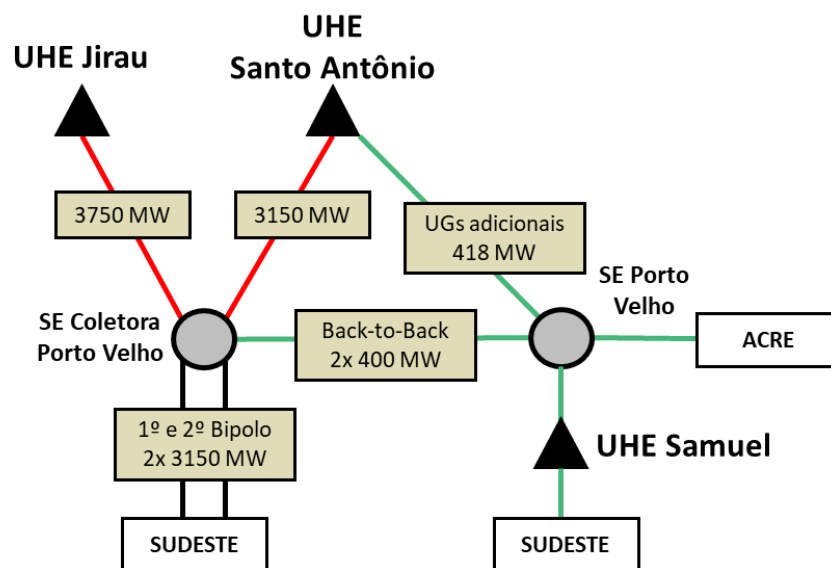 UHE Jirau
UHE
Santo Antônio
3750 MW
3150 MW
UGs adicionais
418 MW
SE Porto
Velho
SE Coletora
Porto Velho
Back-to-Back
2x 400 MW
ACRE
1º e 2º Bipolo
2x 3150 MW
UHE Samuel
SUDESTE
SUDESTE